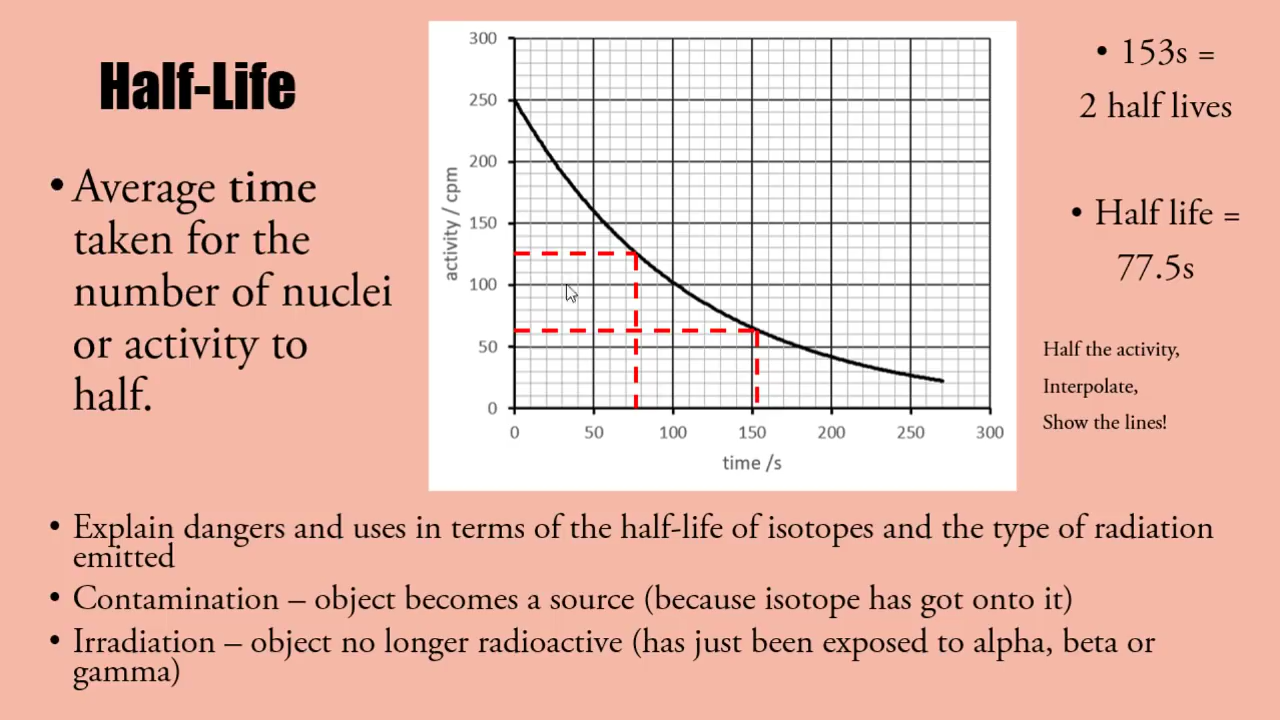 Half-Life
• Average time
taken for the
number of nuclei
or activity to
half.
300
250
200
150
100
50
0
activity / cpm
0 50 100 150 200 250 300
time /s
• 153s =
2 half lives
• Half life =
77.5s
Half the activity,
Interpolate,
Show the lines!
• Explain dangers and uses in terms of the half-life of isotopes and the type of radiation
emitted
• Contamination – object becomes a source (because isotope has got onto it)
• Irradiation – object no longer radioactive (has just been exposed to alpha, beta or
gamma)